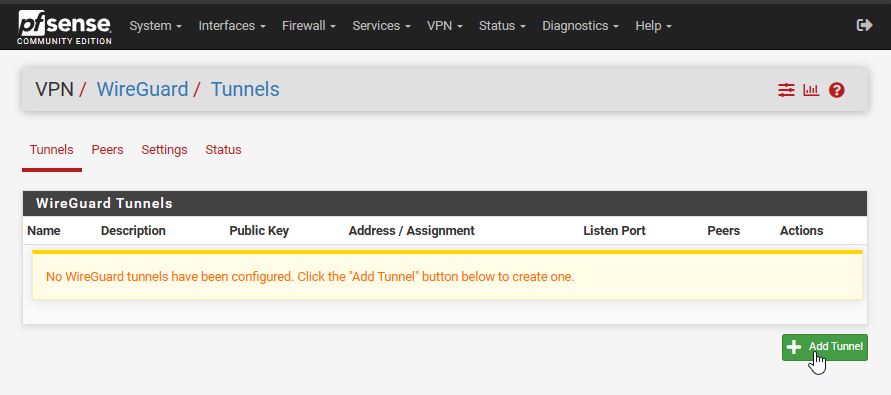 pfsense
COMMUNITY EDITION
System Interfaces Firewall Services VPN Status Diagnostics Help
VPN / WireGuard / Tunnels
Tunnels Peers Settings Status
WireGuard Tunnels
Name Description Public Key Address / Assignment Listen Port Peers Actions
No WireGuard tunnels have been configured. Click the "Add Tunnel" button below to create one.
Add Tunnel